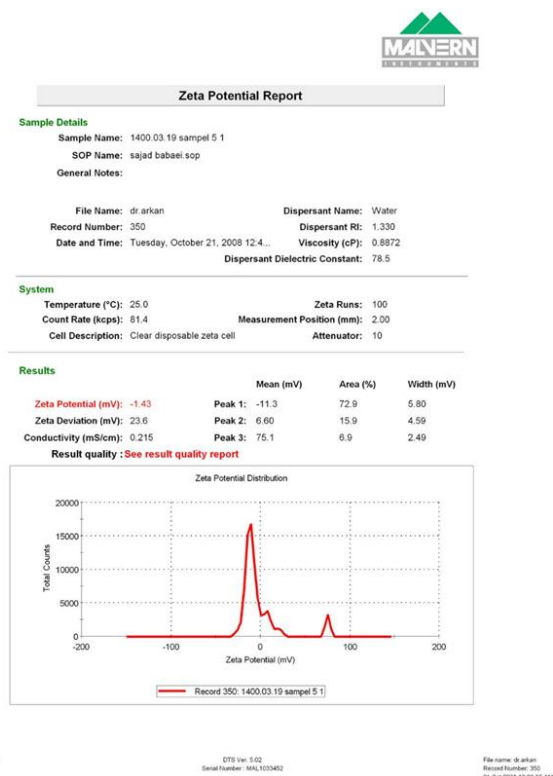 MALVERN
INSTRUMENTS
Zeta Potential Report
Sample Details
Sample Name: 1400.03.19 sampel 5 1
SOP Name: sajad babaei.sop
General Notes:
File Name: dr.arkan Dispersant Name: Water
Record Number: 350 Dispersant RI: 1.330
Date and Time: Tuesday, October 21, 2008 12:4... Viscosity (cP): 0.8872
Dispersant Dielectric Constant: 78.5
System
Temperature (°C): 25.0 Zeta Runs: 100
Count Rate (kcps): 81.4 Measurement Position (mm): 2.00
Cell Description: Clear disposable zeta cell Attenuator: 10
Results
Mean (mV) Area (%) Width (mV)
Zeta Potential (mV): -1.43 Peak 1: -11.3 72.9 5.80
Zeta Deviation (mV): 23.6 Peak 2: 6.60 15.9 4.59
Conductivity (mS/cm): 0.215 Peak 3: 75.1 6.9 2.49
Result quality : See result quality report
Zeta Potential Distribution
20000
15000
10000
5000
0
Total Counts
-200 -100 0 100 200
Zeta Potential (mV)
Record 350: 1400.03.19 sampel 5 1
DTS Ver. 5.02
Serial Number : MAL1033452
File name: dr.arkan
Record Number: 350